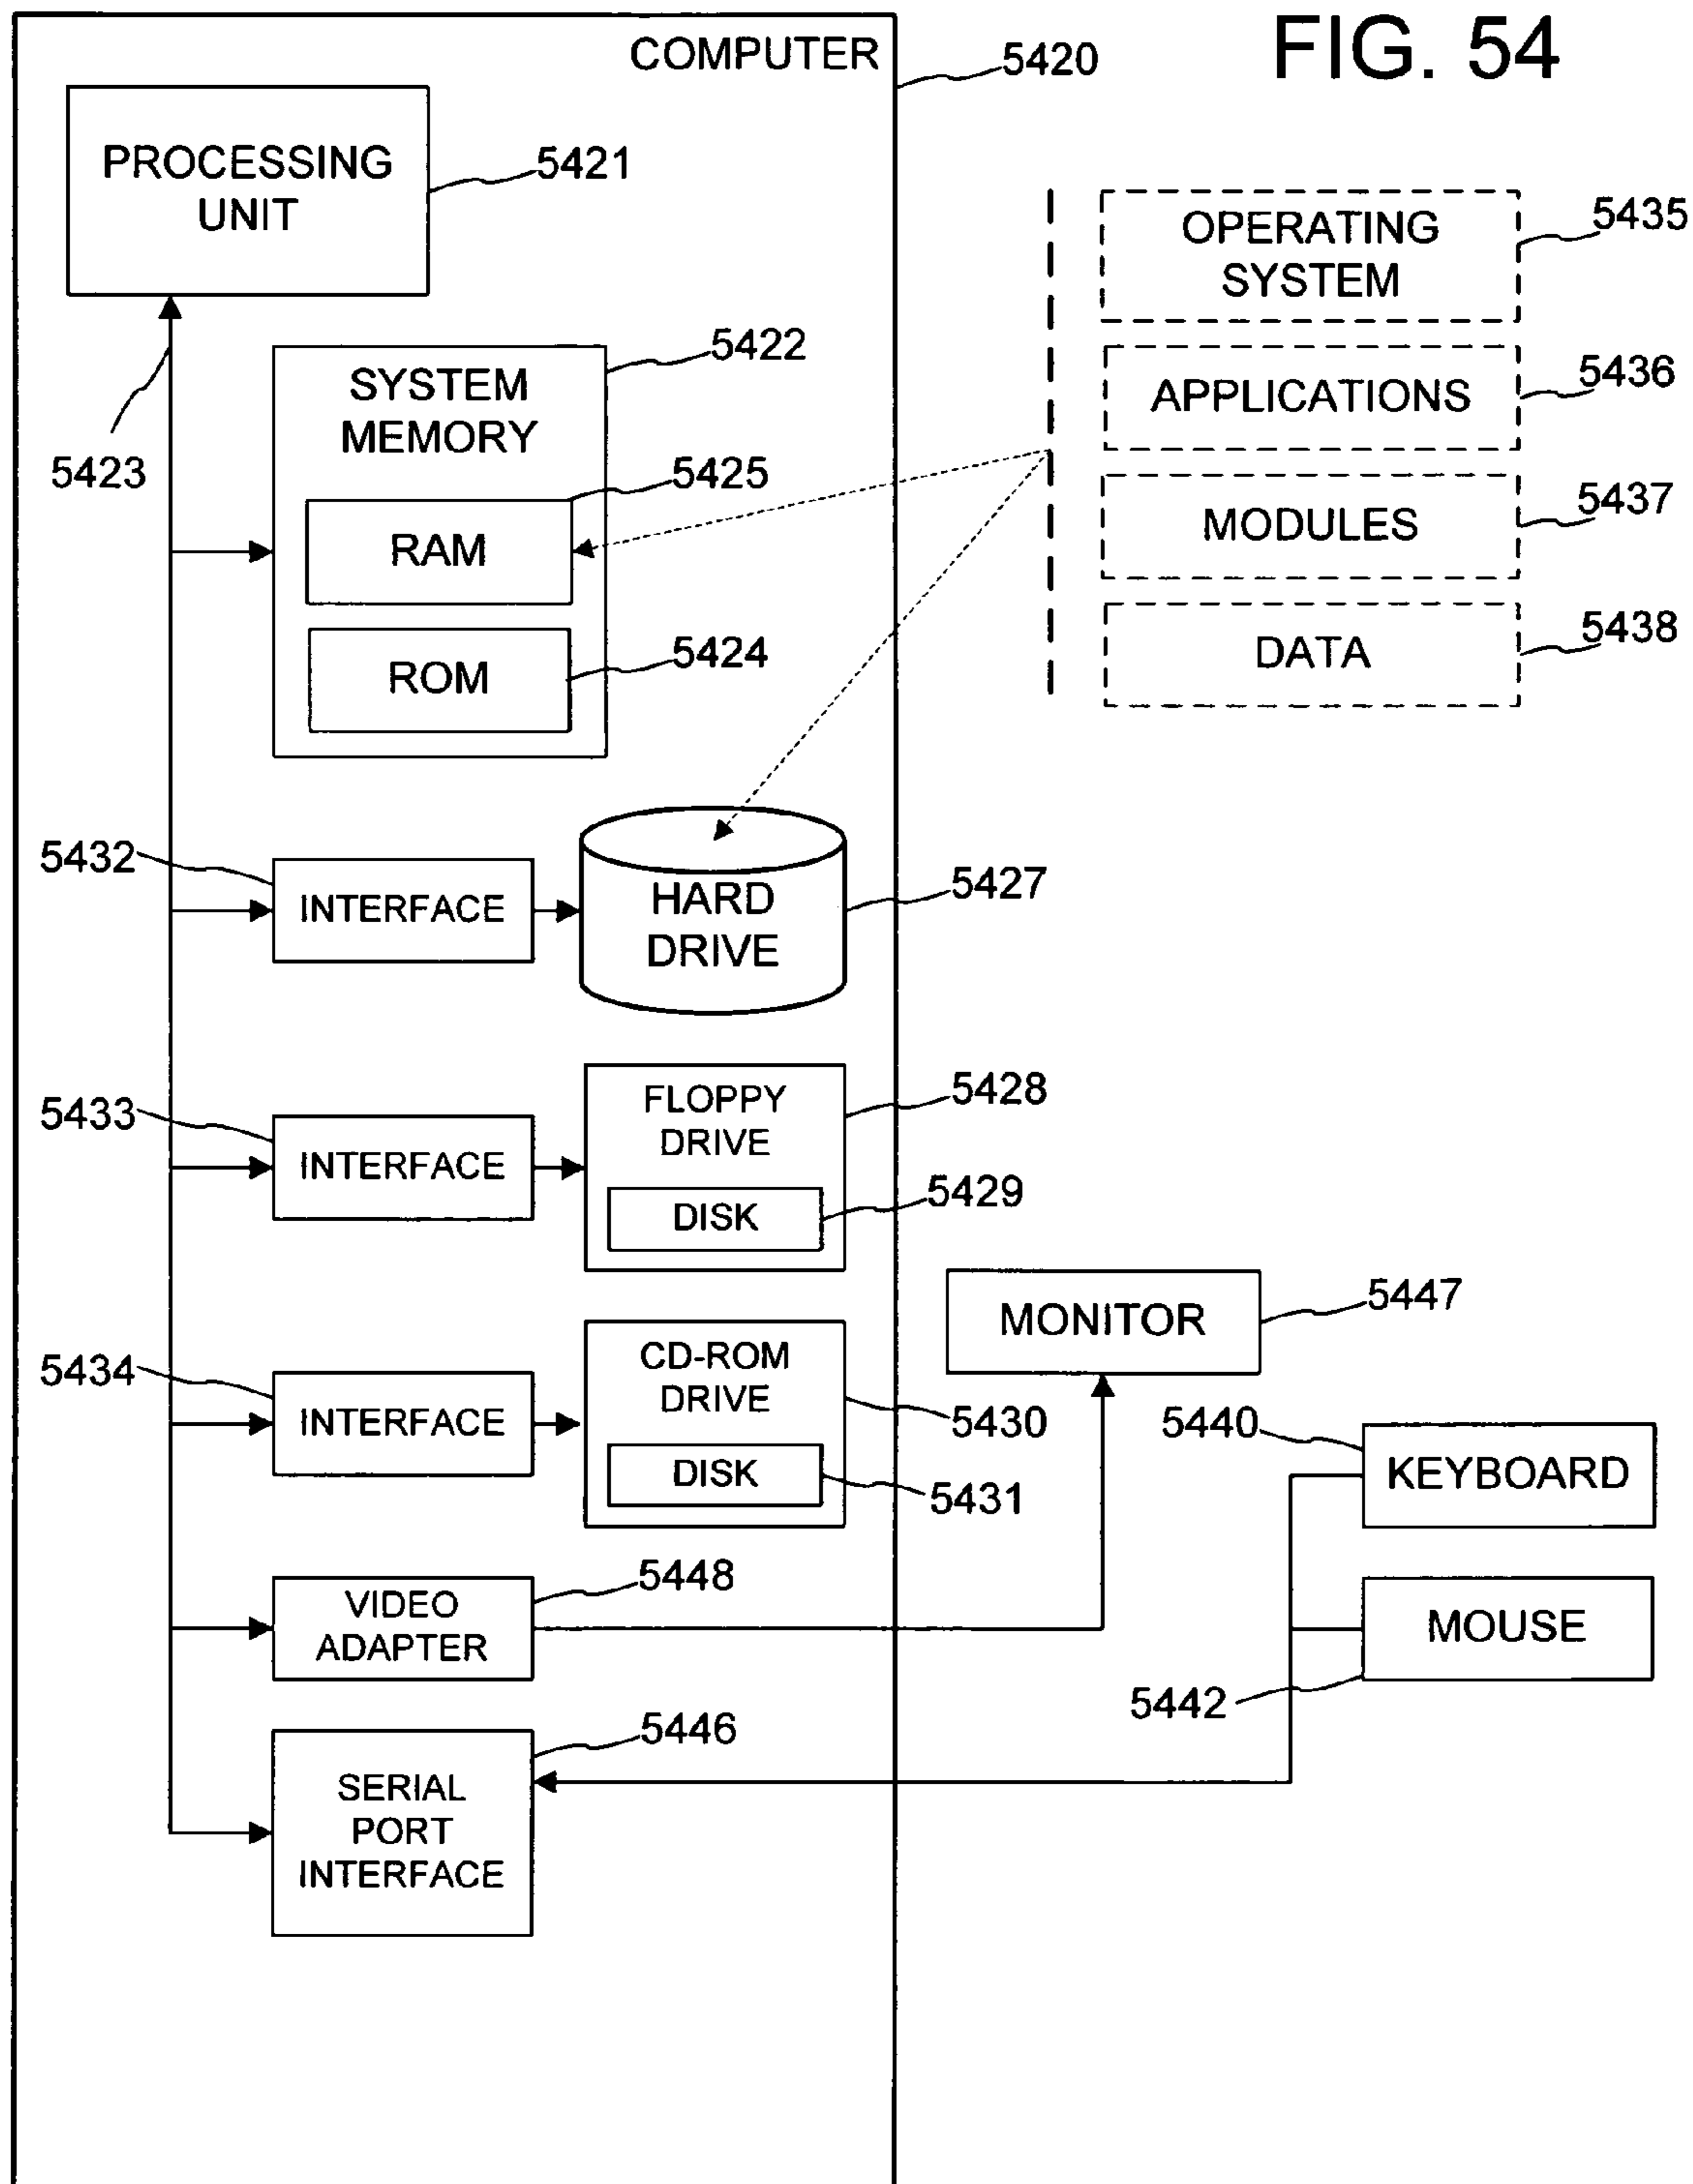 FIG. 54
COMPUTER
5420
PROCESSING
UNIT
5421
5423
SYSTEM
MEMORY
5422
RAM
5425
ROM
5424
OPERATING
SYSTEM
5435
APPLICATIONS
5436
MODULES
5437
DATA
5438
5432
INTERFACE
HARD
DRIVE
5427
5433
INTERFACE
FLOPPY
DRIVE
5428
DISK
5429
5434
INTERFACE
CD-ROM
DRIVE
5430
DISK
5431
MONITOR
5447
5440
KEYBOARD
MOUSE
5442
VIDEO
ADAPTER
5448
SERIAL
PORT
INTERFACE
5446